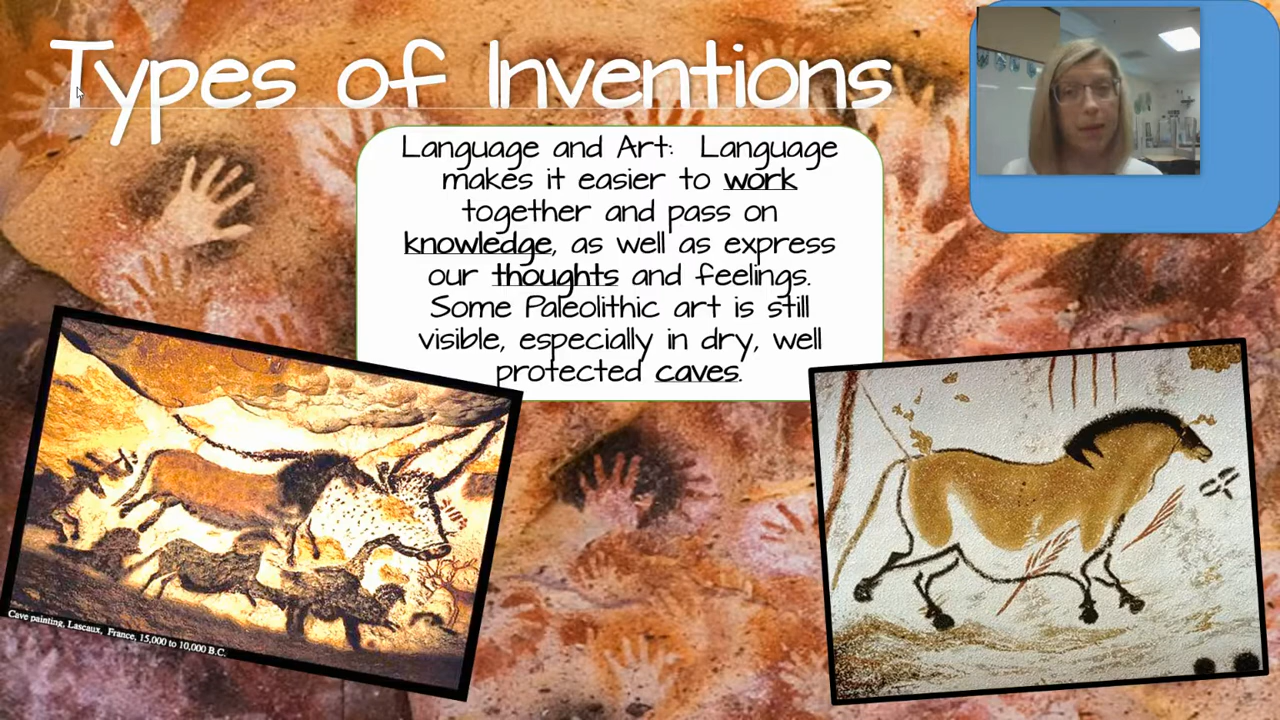 Types of Inventions
Language and Art: Language
makes it easier to work
together and pass on
knowledge, as well as express
our thoughts and feelings.
Some Paleolithic art is still
visible, especially in dry, well
protected caves.
Cave painting, Lascaux, France, 15,000 to 10,000 B.C.